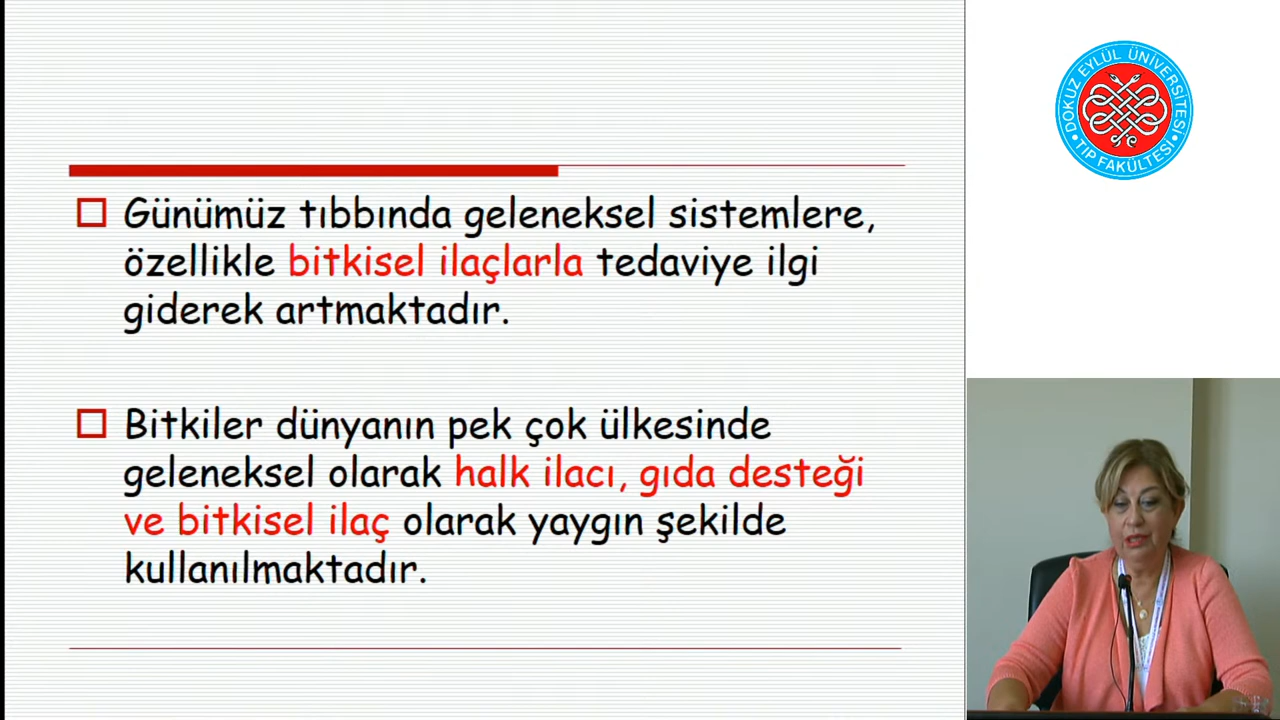 Günümüz tıbbında geleneksel sistemlere,
özellikle bitkisel ilaçlarla tedaviye ilgi
giderek artmaktadır.
Bitkiler dünyanın pek çok ülkesinde
geleneksel olarak halk ilacı, gıda desteği
ve bitkisel ilaç olarak yaygın şekilde
kullanılmaktadır.
DOKUZ EYLÜL ÜNİVERSİTESİ
• TIP FAKÜLTESİ •